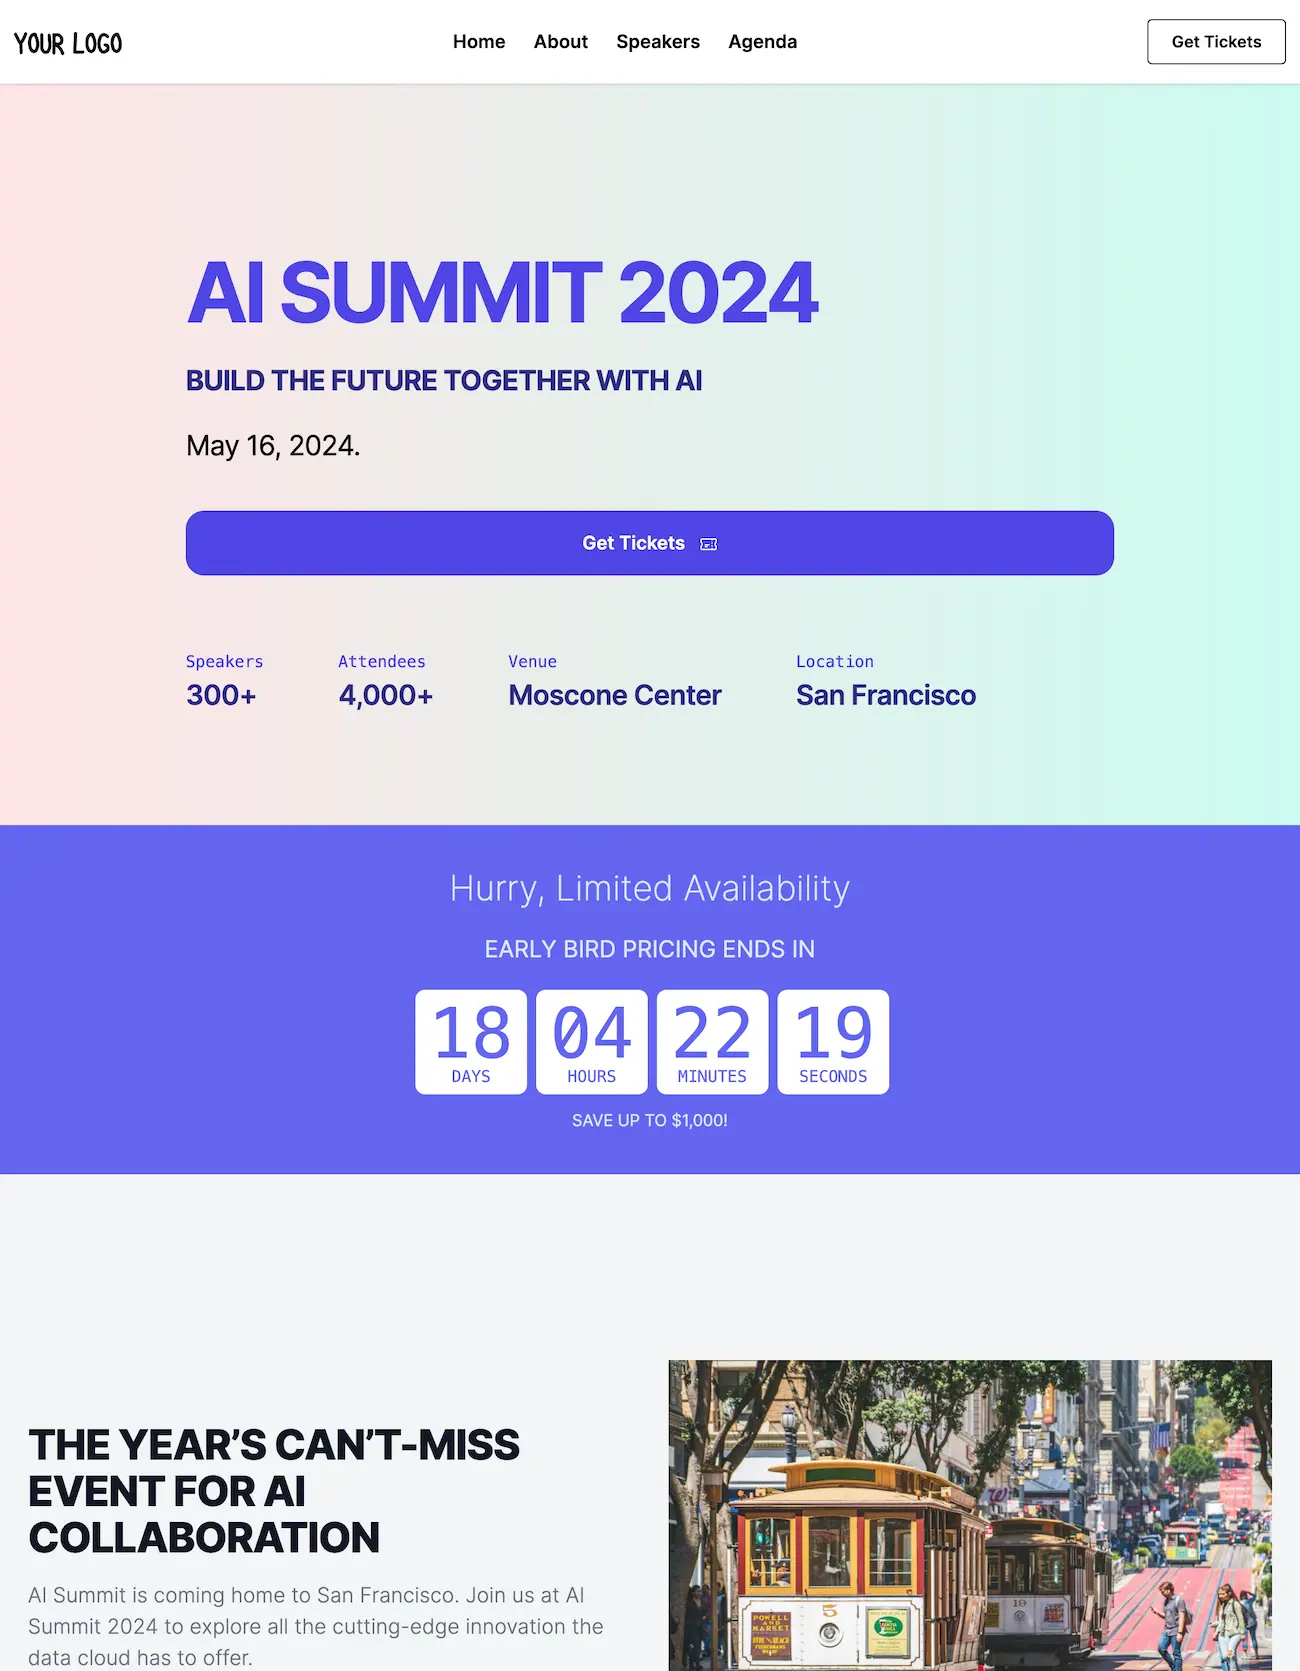 YOUR LOGO
Home About Speakers Agenda
Get Tickets
AI SUMMIT 2024
BUILD THE FUTURE TOGETHER WITH AI
May 16, 2024.
Get Tickets
Speakers Attendees Venue Location
300+ 4,000+ Moscone Center San Francisco
Hurry, Limited Availability
EARLY BIRD PRICING ENDS IN
18 04 22 19
DAYS HOURS MINUTES SECONDS
SAVE UP TO $1,000!
THE YEAR’S CAN’T-MISS
EVENT FOR AI
COLLABORATION
AI Summit is coming home to San Francisco. Join us at AI
Summit 2024 to explore all the cutting-edge innovation the
data cloud has to offer.
5
19
POWELL
AND
MARKET